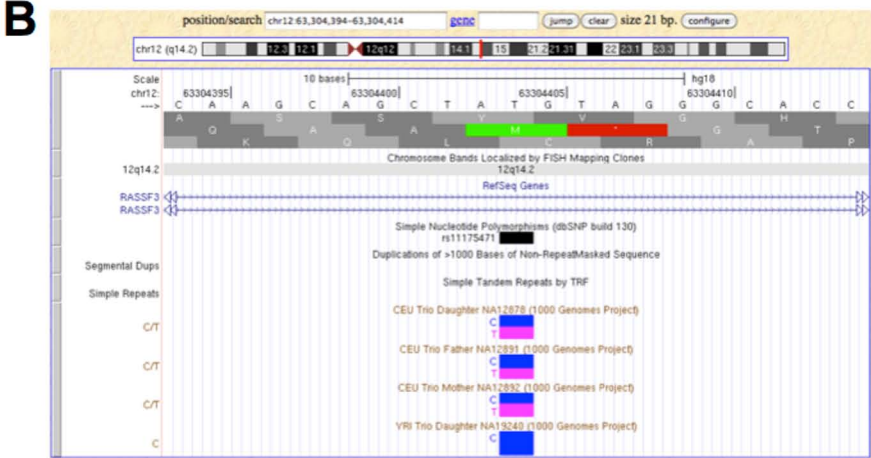 B
position/search chr12:63,304,394-63,304,414 gene jump clear size 21 bp. configure
chr12 (q14.2) 12.3 12.1 12q12 14.1 15 21.2 21.31 22 23.1 23.3
Scale 10 bases hg18
chr12: 63304395 63304400 63304405 63304410
---> C A A G C A G C T A T G T A G G G C A C C
A S S Y V G H
Q A A M * G T
K Q L C R A P
Chromosome Bands Localized by FISH Mapping Clones
12q14.2 12q14.2
RefSeq Genes
RASSF3
RASSF3
Simple Nucleotide Polymorphisms (dbSNP build 130)
rs11175471
Duplications of >1000 Bases of Non-RepeatMasked Sequence
Segmental Dups
Simple Tandem Repeats by TRF
Simple Repeats
CEU Trio Daughter NA12878 (1000 Genomes Project)
C/T C
T
CEU Trio Father NA12891 (1000 Genomes Project)
C/T C
T
CEU Trio Mother NA12892 (1000 Genomes Project)
C/T C
T
YRI Trio Daughter NA19240 (1000 Genomes Project)
C C